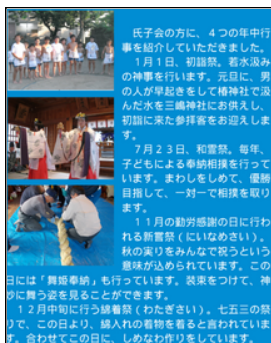 氏子会の方に、４つの年中行
事を紹介していただきました。
１月１日、初詣祭。若水汲み
の神事を行います。元旦に、男
の人が早起きをして椿神社で汲
んだ水を三嶋神社にお供えし、
初詣に来た参拝客をお迎えしま
す。
７月２３日、和霊祭。毎年、
子どもによる奉納相撲を行って
います。まわしをしめて、優勝
目指して、一対一で相撲を取り
ます。
１１月の勤労感謝の日に行わ
れる新嘗祭（にいなめさい）。
秋の実りをみんなで祝うという
意味が込められています。この
日には「舞姫奉納」も行っています。装束をつけて、神
妙に舞う姿を見ることができます。
１２月中旬に行う綿着祭（わたぎさい）。七五三の祭
りで、この日より、綿入れの着物を着ると言われていま
す。合わせてこの日に、しめなわ作りをしています。